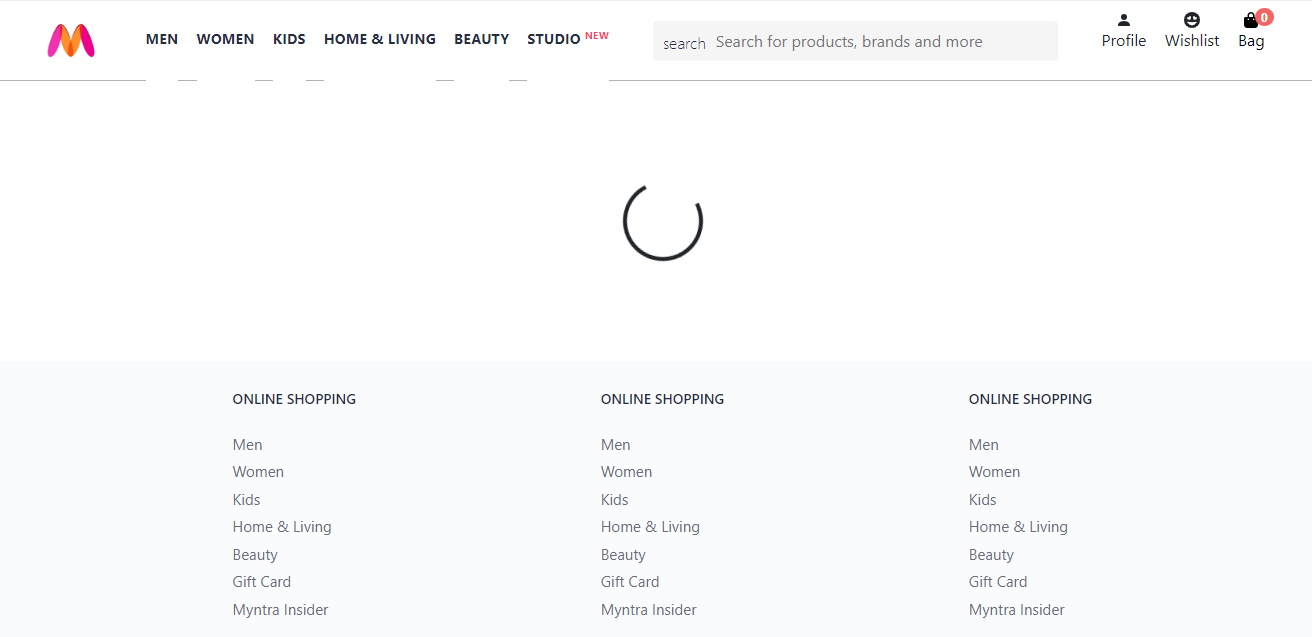 MEN WOMEN KIDS HOME & LIVING BEAUTY STUDIO NEW
search Search for products, brands and more
Profile Wishlist Bag 0
ONLINE SHOPPING
Men
Women
Kids
Home & Living
Beauty
Gift Card
Myntra Insider
ONLINE SHOPPING
Men
Women
Kids
Home & Living
Beauty
Gift Card
Myntra Insider
ONLINE SHOPPING
Men
Women
Kids
Home & Living
Beauty
Gift Card
Myntra Insider